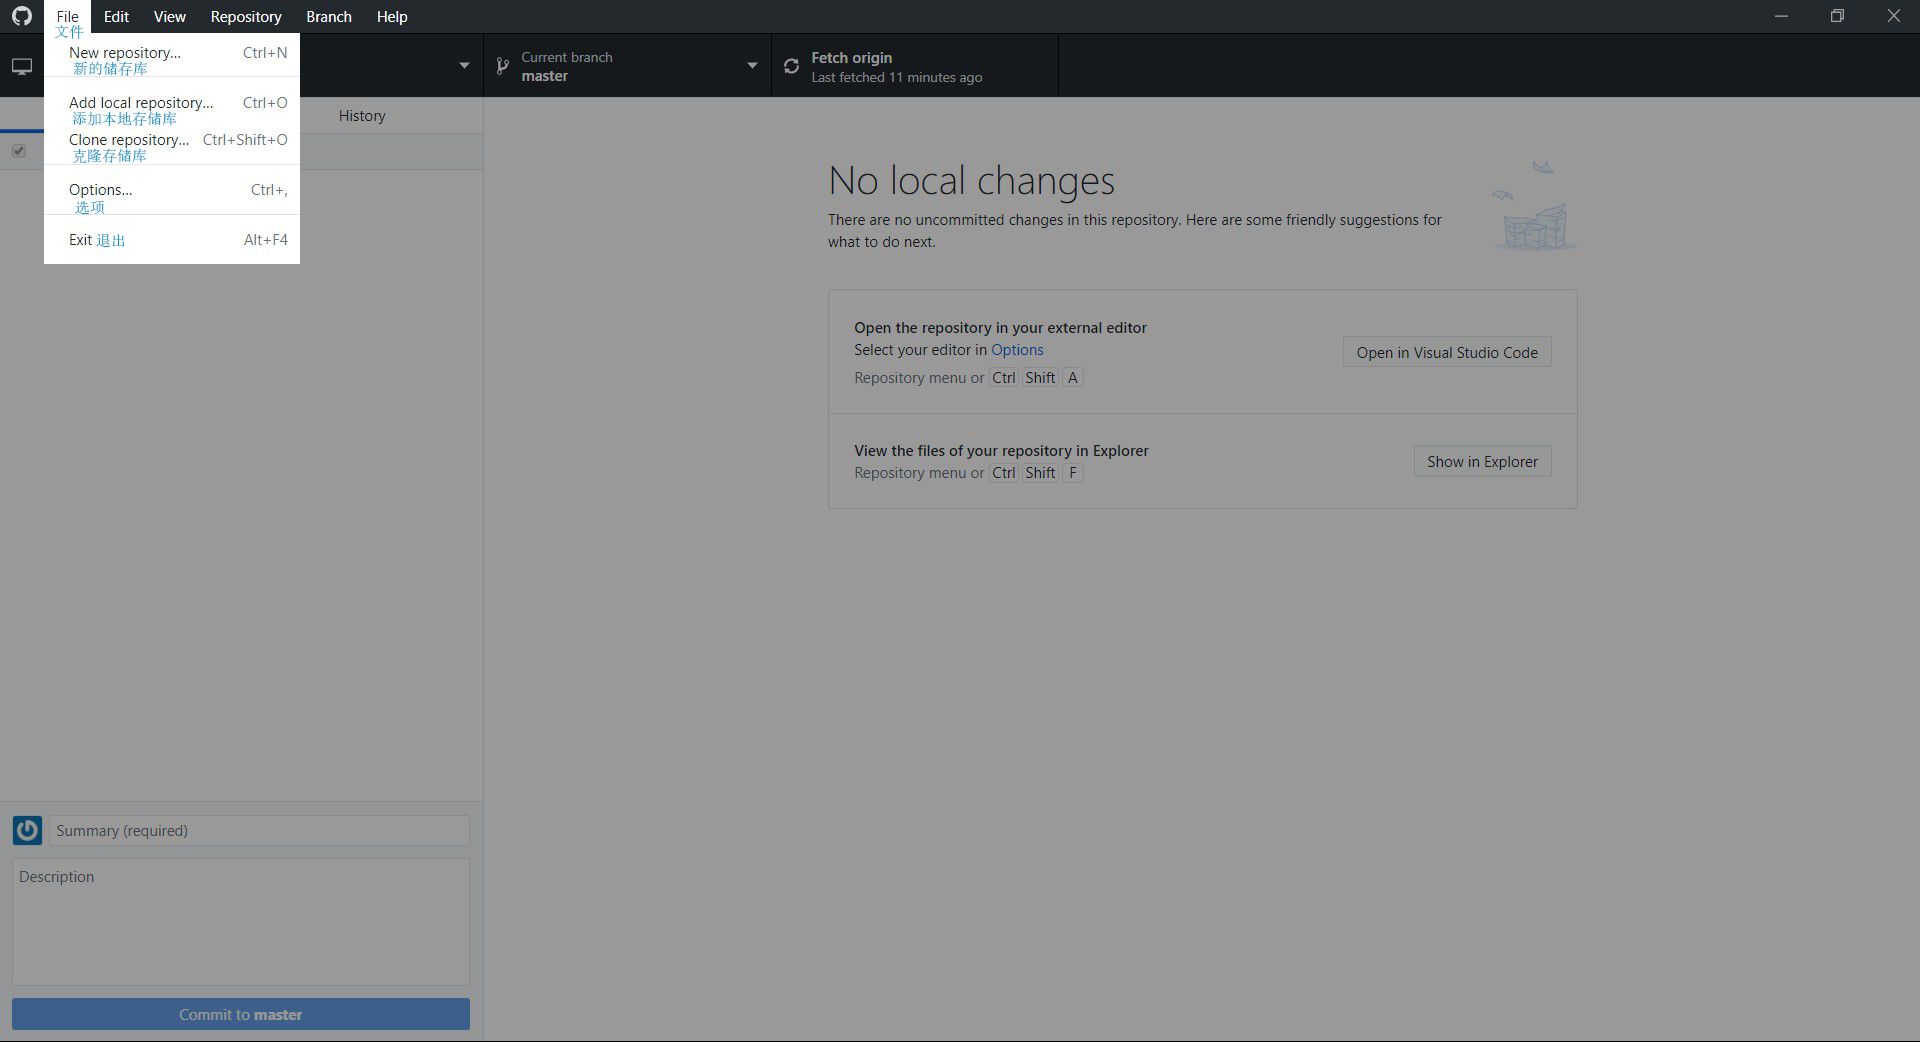 File Edit View Repository Branch Help
文件
New repository... Ctrl+N
新的储存库
Add local repository... Ctrl+O
添加本地存储库
Clone repository... Ctrl+Shift+O
克隆存储库
Options... Ctrl+,
选项
Exit 退出 Alt+F4
Current branch
master
Fetch origin
Last fetched 11 minutes ago
History
No local changes
There are no uncommitted changes in this repository. Here are some friendly suggestions for
what to do next.
Open the repository in your external editor
Select your editor in Options
Repository menu or Ctrl Shift A
Open in Visual Studio Code
View the files of your repository in Explorer
Repository menu or Ctrl Shift F
Show in Explorer
Summary (required)
Description
Commit to master